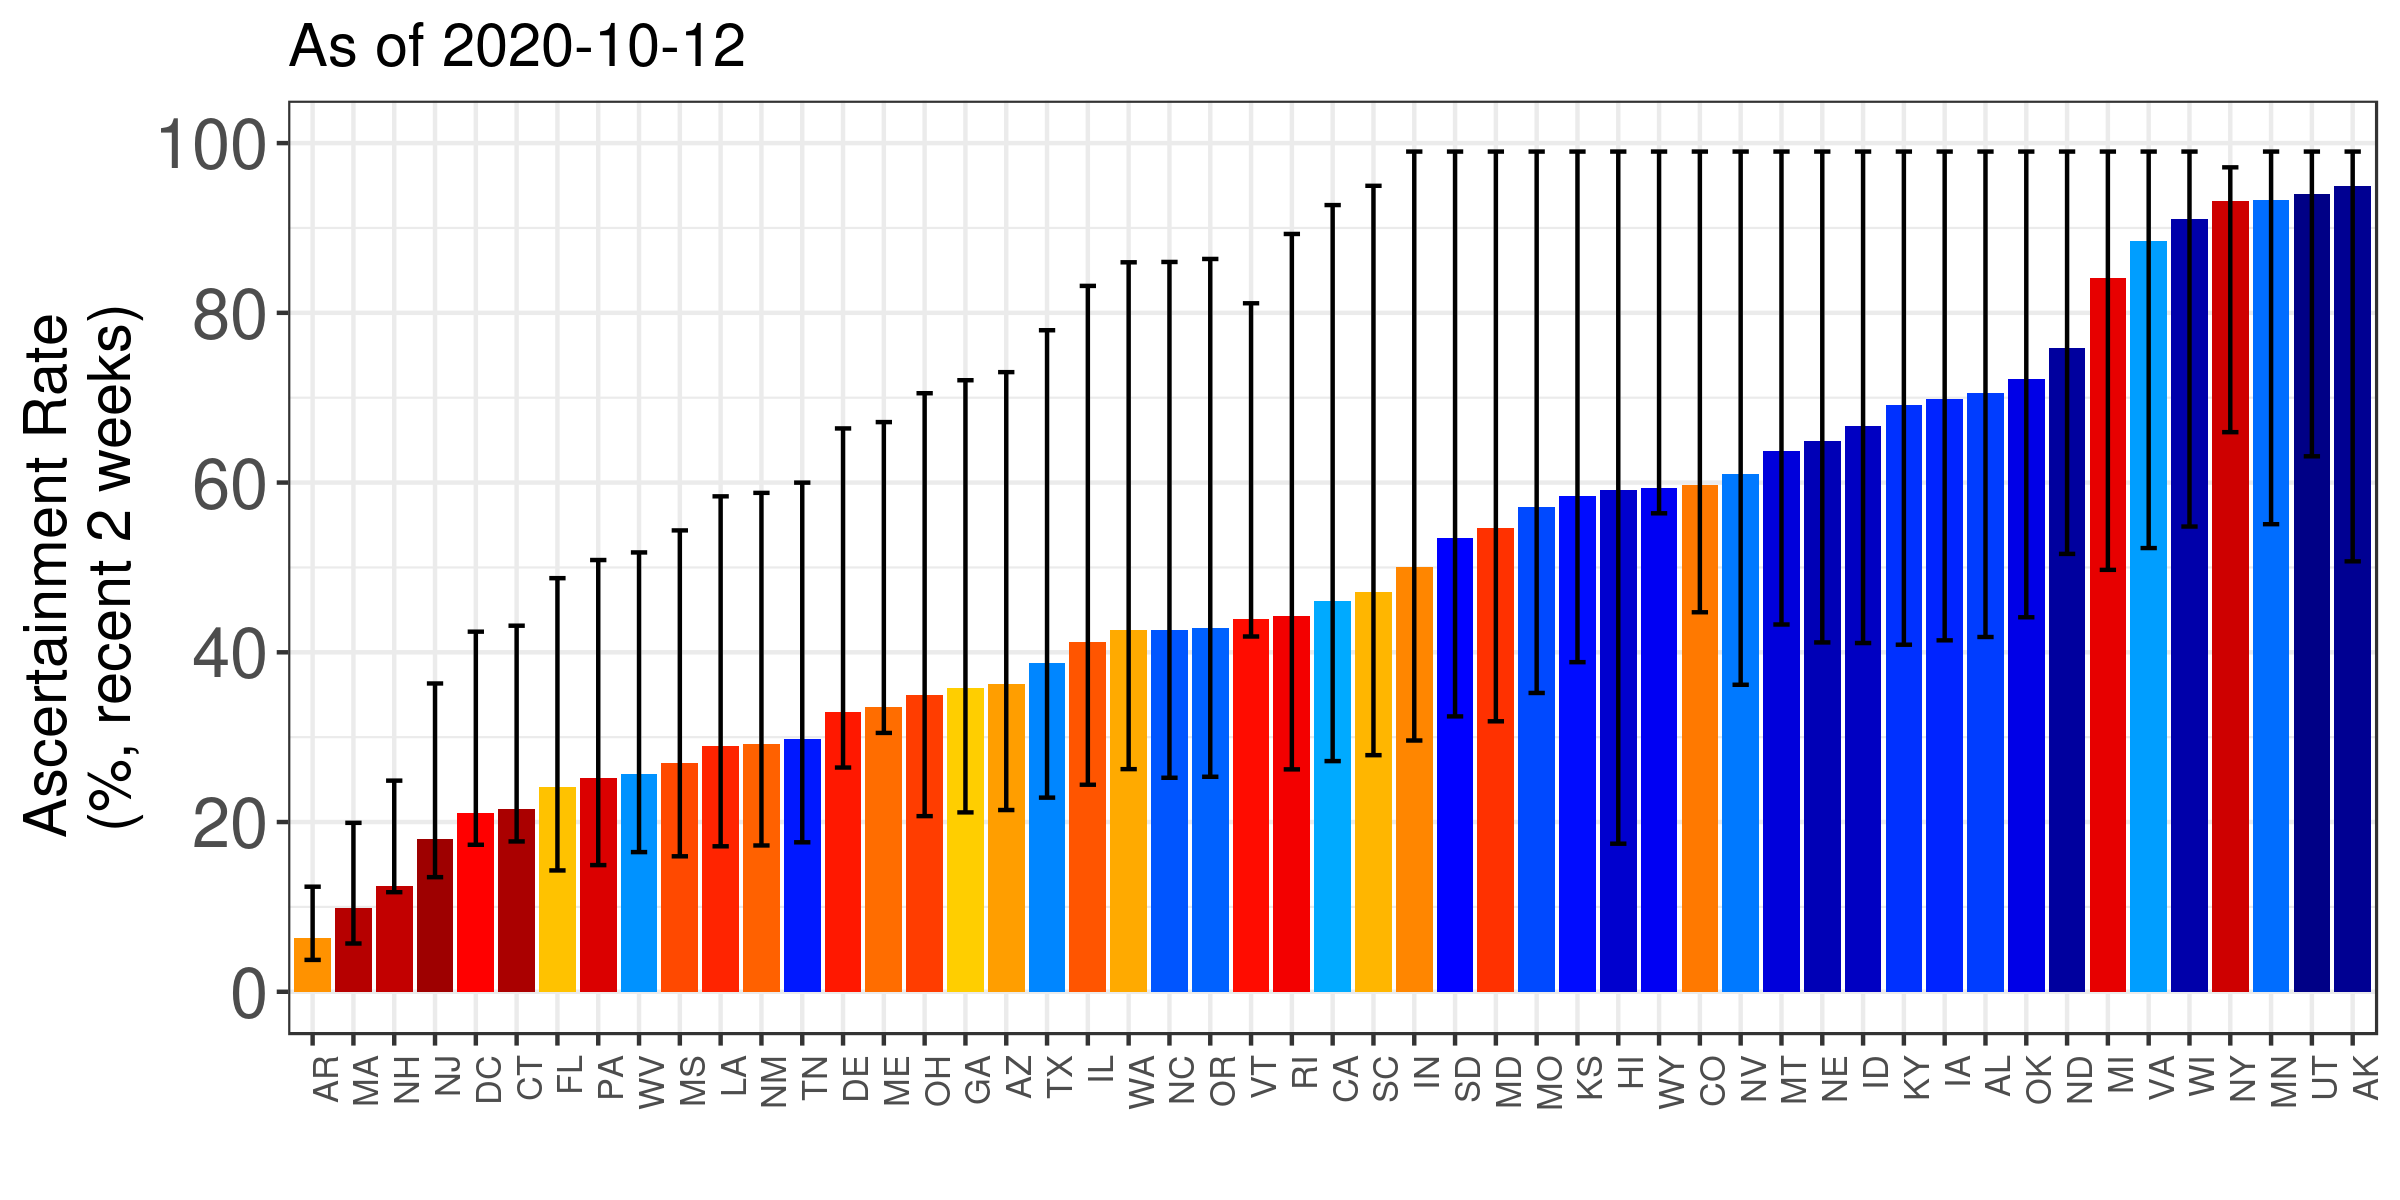 As of 2020-10-12
Ascertainment Rate
(%, recent 2 weeks)
100
80
60
40
20
0
AR MA NH NJ DC CT FL PA WV MS LA NM TN DE ME OH GA AZ TX IL WA NC OR VT RI CA SC IN SD MD MO KS HI WY CO NV MT NE ID KY IA AL OK ND MI VA WI NY MN UT AK